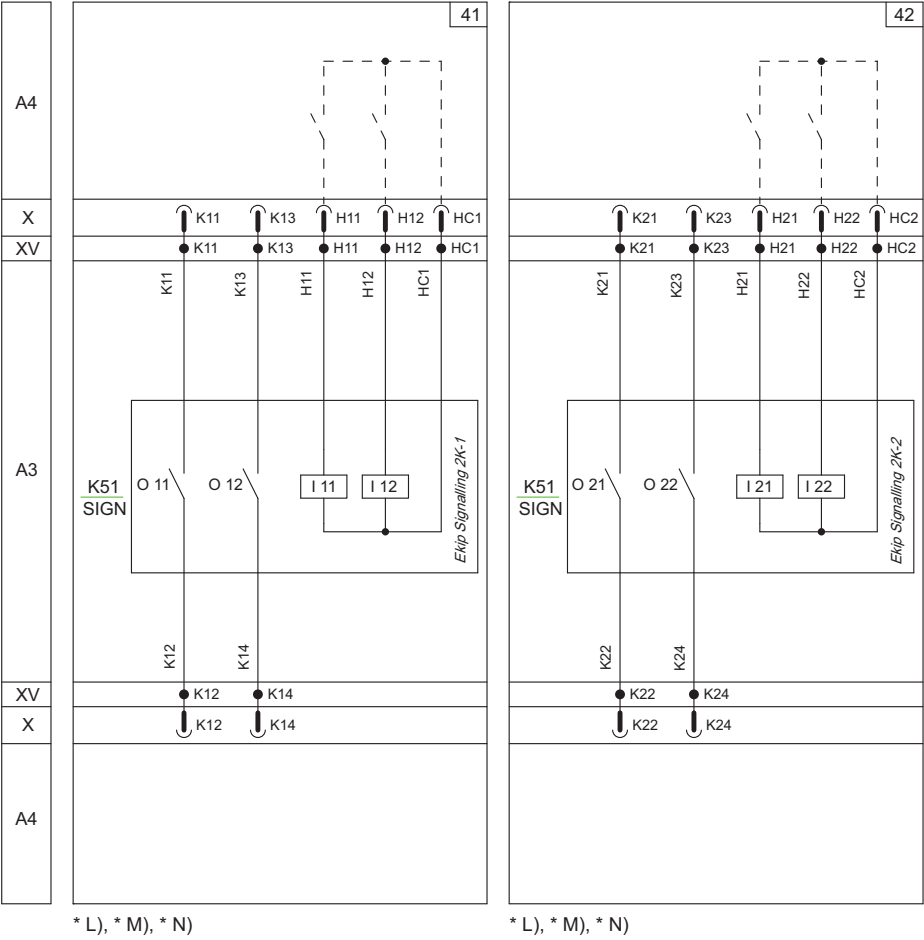 41
42
A4
X
K11 K13 H11 H12 HC1
K21 K23 H21 H22 HC2
XV
K11 K13 H11 H12 HC1
K21 K23 H21 H22 HC2
K11 K13 H11 H12 HC1
K21 K23 H21 H22 HC2
A3
K51
SIGN
O 11 O 12 I 11 I 12
Ekip Signalling 2K-1
K51
SIGN
O 21 O 22 I 21 I 22
Ekip Signalling 2K-2
K12 K14
K22 K24
XV
K12 K14
K22 K24
X
K12 K14
K22 K24
A4
* L), * M), * N)
* L), * M), * N)